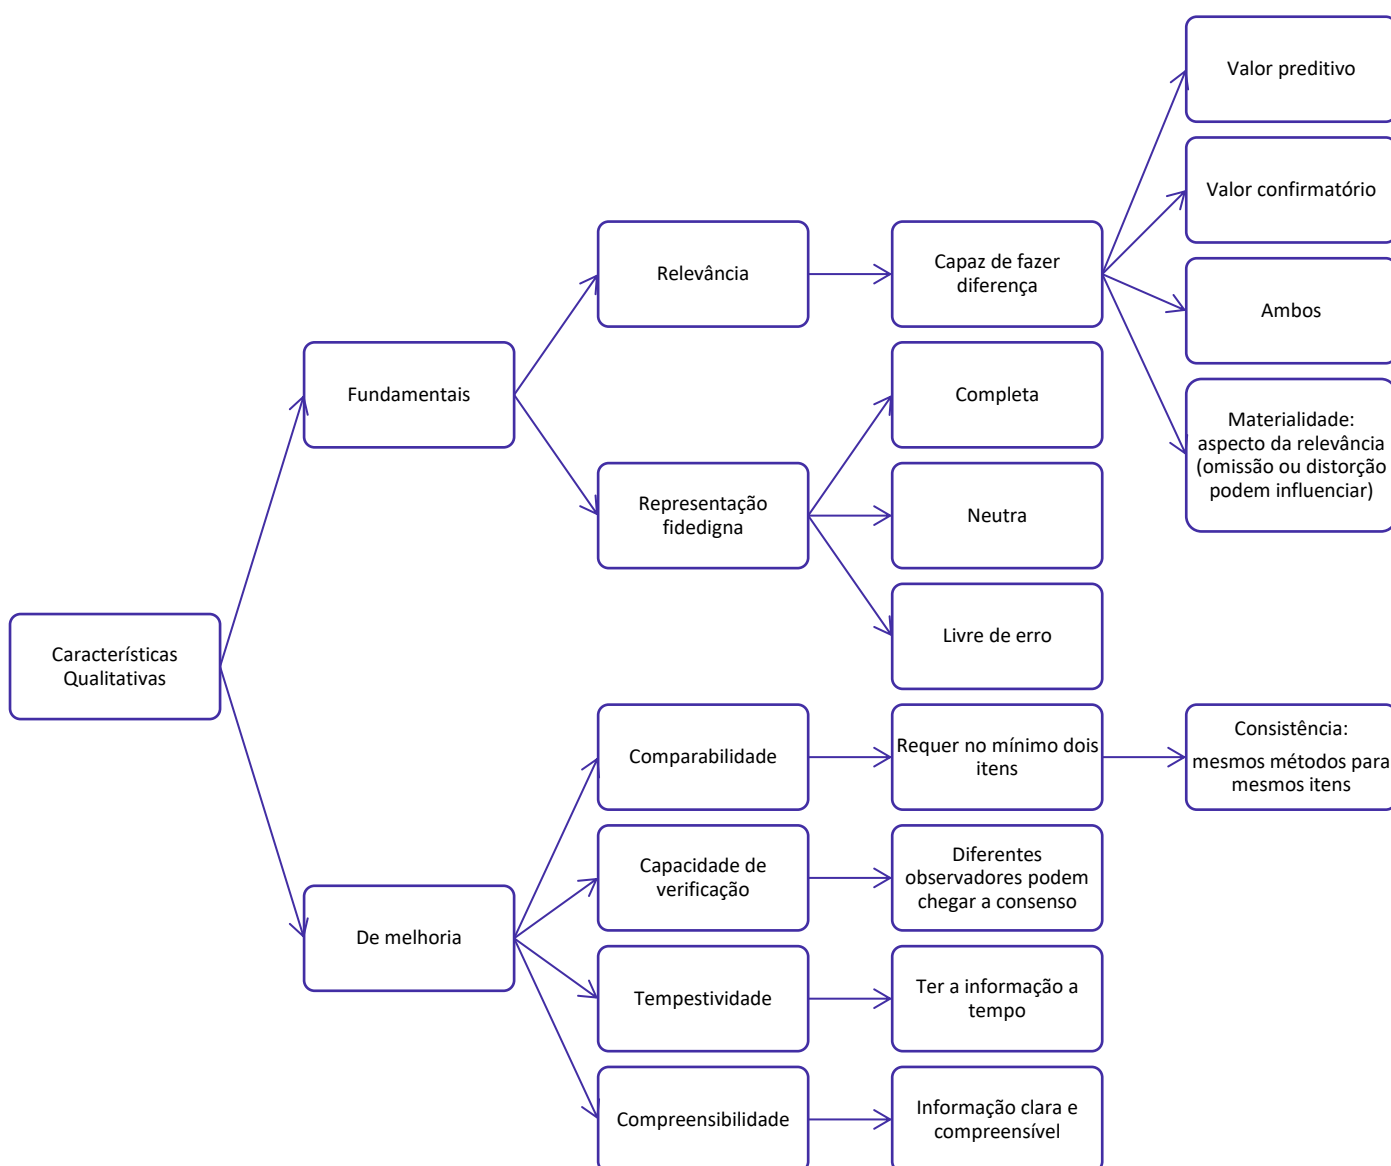 Características
Qualitativas
Fundamentais
Relevância
Capaz de fazer
diferença
Valor preditivo
Valor confirmatório
Ambos
Materialidade:
aspecto da relevância
(omissão ou distorção
podem influenciar)
Representação
fidedigna
Completa
Neutra
Livre de erro
De melhoria
Comparabilidade
Requer no mínimo dois
itens
Consistência:
mesmos métodos para
mesmos itens
Capacidade de
verificação
Diferentes
observadores podem
chegar a consenso
Tempestividade
Ter a informação a
tempo
Compreensibilidade
Informação clara e
compreensível